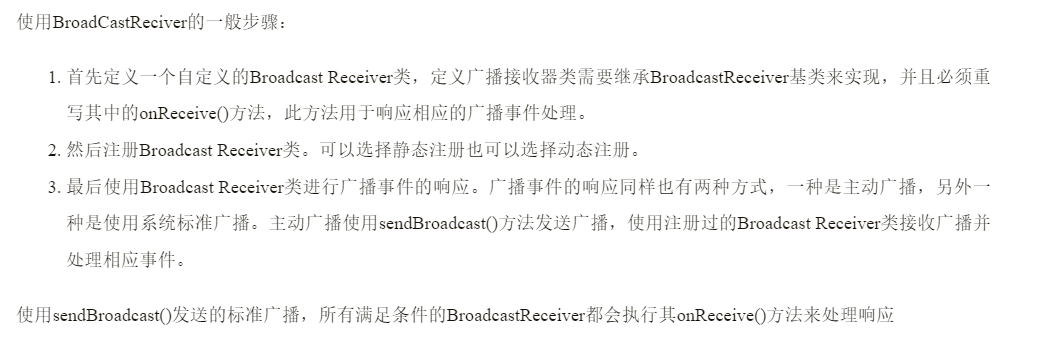 使用BroadCastReciver的一般步骤：
1. 首先定义一个自定义的Broadcast Receiver类，定义广播接收器类需要继承BroadcastReceiver基类来实现，并且必须重
写其中的onReceive()方法，此方法用于响应相应的广播事件处理。
2. 然后注册Broadcast Receiver类。可以选择静态注册也可以选择动态注册。
3. 最后使用Broadcast Receiver类进行广播事件的响应。广播事件的响应同样也有两种方式，一种是主动广播，另外一
种是使用系统标准广播。主动广播使用sendBroadcast()方法发送广播，使用注册过的Broadcast Receiver类接收广播并
处理相应事件。
使用sendBroadcast()发送的标准广播，所有满足条件的BroadcastReceiver都会执行其onReceive()方法来处理响应